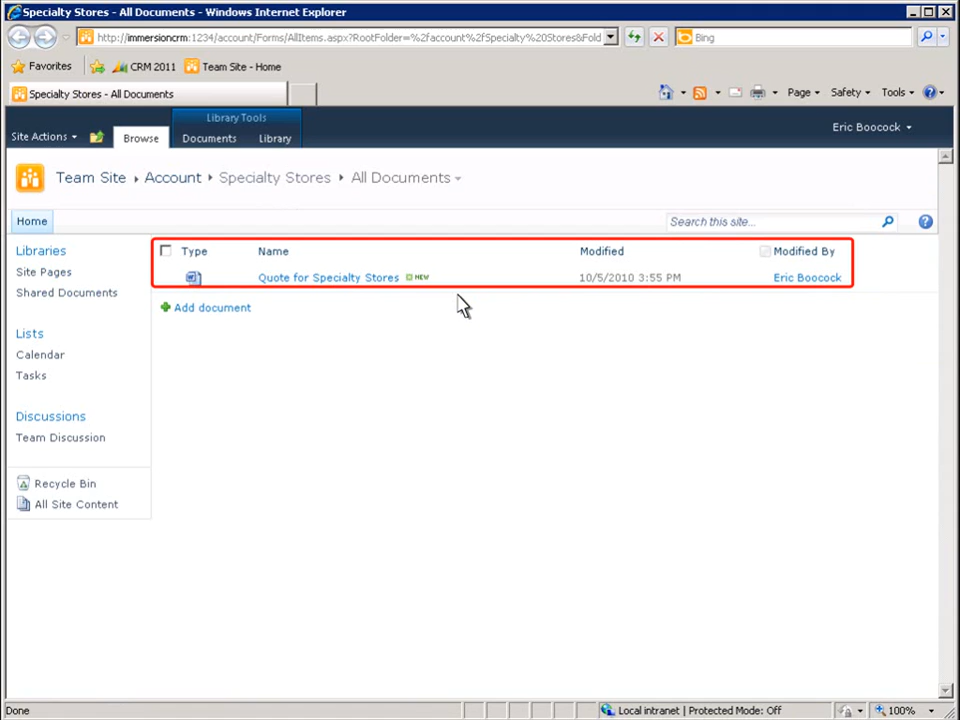 Specialty Stores - All Documents - Windows Internet Explorer
http://immersioncrm:1234/account/Forms/AllItems.aspx?RootFolder=%2faccount%2fSpecialty%20Stores&Fold
Bing
Favorites CRM 2011 Team Site - Home
Specialty Stores - All Documents
Page Safety Tools
Library Tools
Site Actions Browse Documents Library
Eric Boocock
Team Site Account Specialty Stores All Documents
Home
Search this site...
Libraries
Site Pages
Shared Documents
Lists
Calendar
Tasks
Discussions
Team Discussion
Recycle Bin
All Site Content
Type Name Modified Modified By
Quote for Specialty Stores NEW 10/5/2010 3:55 PM Eric Boocock
Add document
Done
Local intranet | Protected Mode: Off
100%